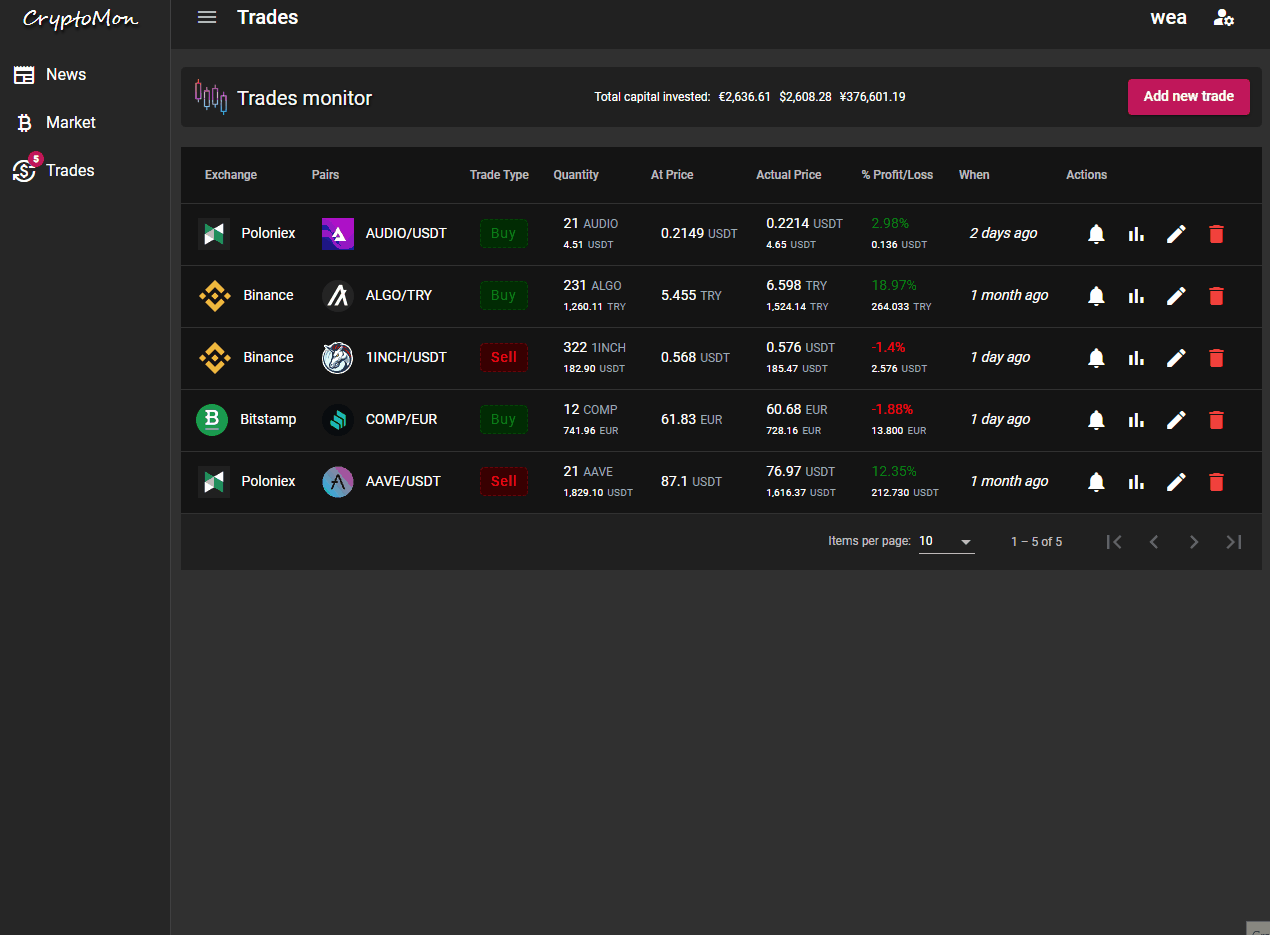 CryptoMon
Trades
wea
News
Market
5
Trades
Trades monitor
Total capital invested: €2,636.61 $2,608.28 ¥376,601.19
Add new trade
Exchange Pairs Trade Type Quantity At Price Actual Price % Profit/Loss When Actions
Poloniex AUDIO/USDT Buy 21 AUDIO 0.2149 USDT 0.2214 USDT 2.98% 2 days ago
4.51 USDT 4.65 USDT 0.136 USDT
Binance ALGO/TRY Buy 231 ALGO 5.455 TRY 6.598 TRY 18.97% 1 month ago
1,260.11 TRY 1,524.14 TRY 264.033 TRY
Binance 1INCH/USDT Sell 322 1INCH 0.568 USDT 0.576 USDT -1.4% 1 day ago
182.90 USDT 185.47 USDT 2.576 USDT
Bitstamp COMP/EUR Buy 12 COMP 61.83 EUR 60.68 EUR -1.88% 1 day ago
741.96 EUR 728.16 EUR 13.800 EUR
Poloniex AAVE/USDT Sell 21 AAVE 87.1 USDT 76.97 USDT 12.35% 1 month ago
1,829.10 USDT 1,616.37 USDT 212.730 USDT
Items per page: 10 1 – 5 of 5